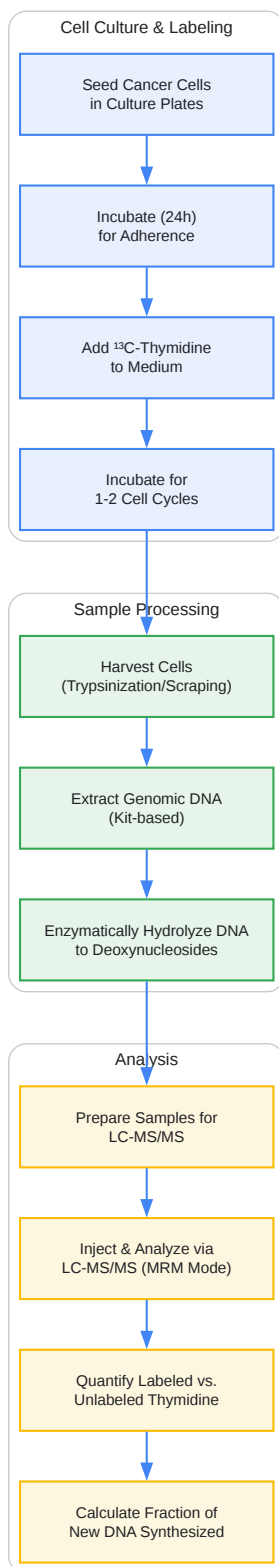 Cell Culture & Labeling
Seed Cancer Cells
in Culture Plates
Incubate (24h)
for Adherence
Add ¹³C-Thymidine
to Medium
Incubate for
1-2 Cell Cycles
Sample Processing
Harvest Cells
(Trypsinization/Scraping)
Extract Genomic DNA
(Kit-based)
Enzymatically Hydrolyze DNA
to Deoxynucleosides
Analysis
Prepare Samples for
LC-MS/MS
Inject & Analyze via
LC-MS/MS (MRM Mode)
Quantify Labeled vs.
Unlabeled Thymidine
Calculate Fraction of
New DNA Synthesized